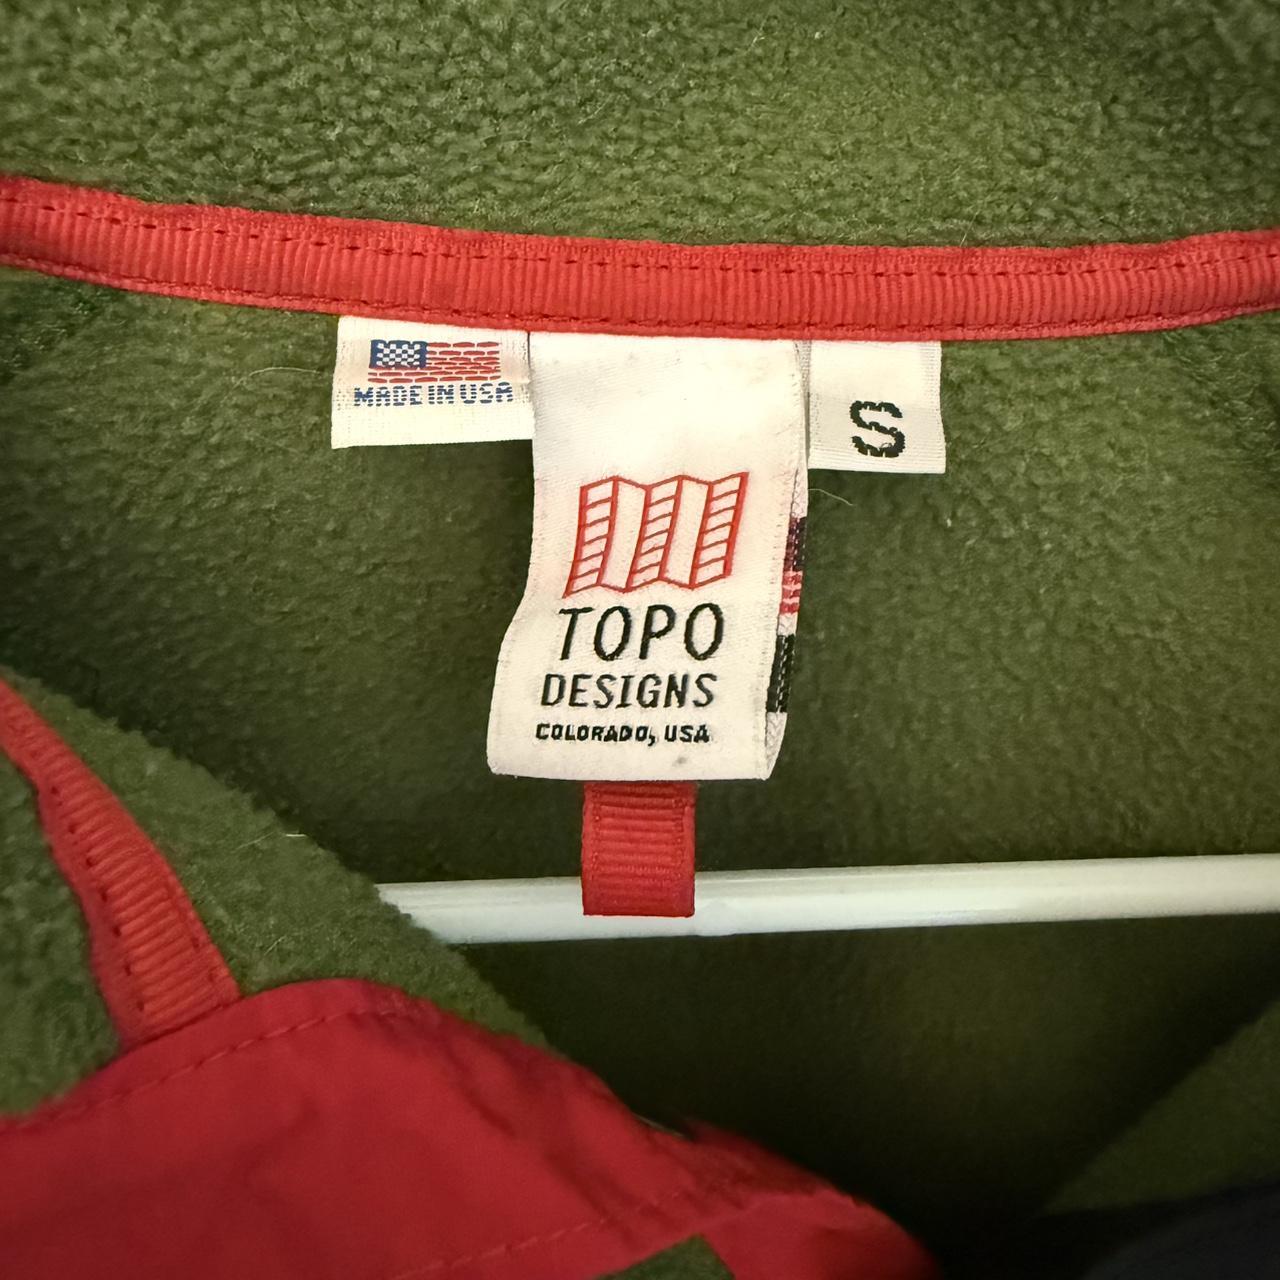 MADE IN USA
S
TOPO
DESIGNS
COLORADO, USA